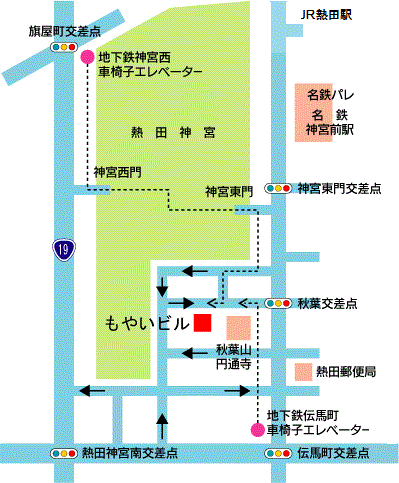 JR熱田駅
旗屋町交差点
地下鉄神宮西
車椅子エレベーター
名鉄パレ
名 鉄
神宮前駅
熱 田 神 宮
神宮西門
神宮東門
神宮東門交差点
19
秋葉交差点
もやいビル
秋葉山
円通寺
熱田郵便局
地下鉄伝馬町
車椅子エレベーター
熱田神宮南交差点
伝馬町交差点